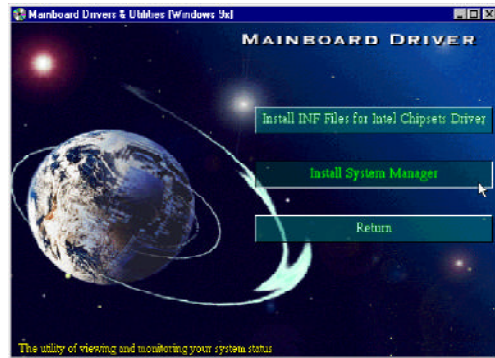 Mainboard Drivers & Utilities [Windows 9x]
MAINBOARD DRIVER
Install INF Files for Intel Chipsets Driver
Install System Manager
Return
The utility of viewing and monitoring your system status